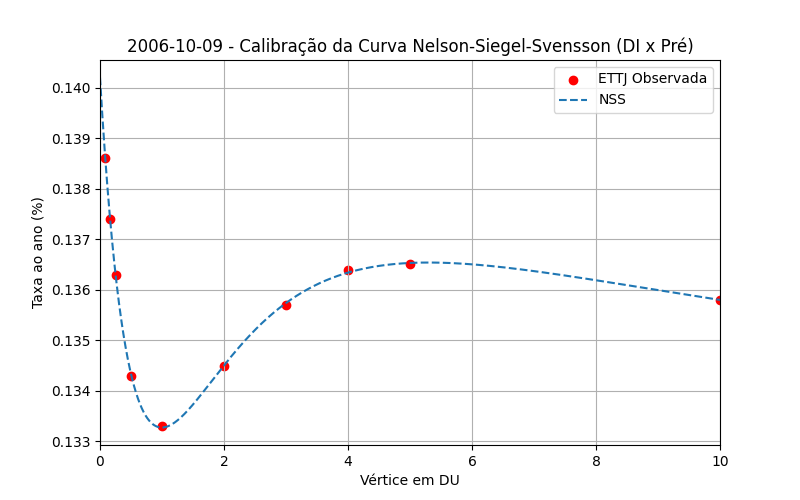 2006-10-09 - Calibração da Curva Nelson-Siegel-Svensson (DI x Pré)
ETTJ Observada
NSS
Taxa ao ano (%)
0.140
0.139
0.138
0.137
0.136
0.135
0.134
0.133
0 2 4 6 8 10
Vértice em DU